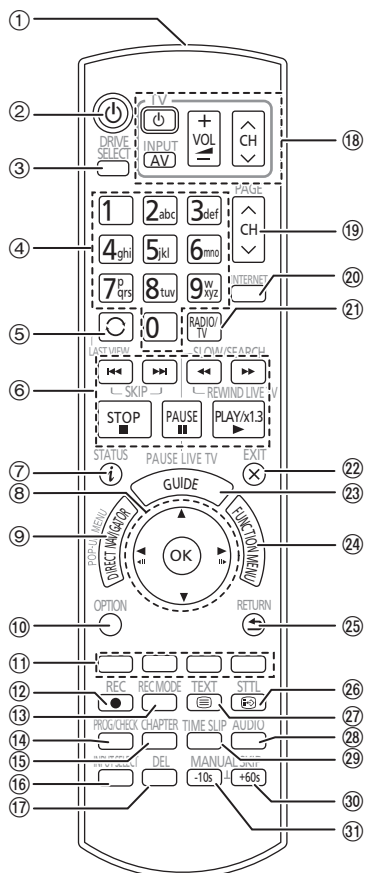 ①
②
TV
DRIVE
SELECT
INPUT
AV
+
VOL
CH
⑱
③
PAGE
④
1
2abc
3def
CH
⑲
4ghi
5jkl
6mno
INTERNET
⑳
7pqrs
8tuv
9wxyz
⑤
0
RADIO/
TV
㉑
LAST VIEW
SLOW/SEARCH
⑥
SKIP
REWIND LIVE TV
STOP
PAUSE
PLAY/x1.3
STATUS
PAUSE LIVE TV
EXIT
⑦
i
㉒
⑧
GUIDE
㉓
⑨
POP-UP MENU
DIRECT NAVIGATOR
OK
FUNCTION MENU
㉔
⑩
OPTION
RETURN
㉕
⑪
REC
REC MODE
TEXT
STTL
⑫
⑬
㉖
㉗
⑭
PROG/CHECK
CHAPTER
TIME SLIP
AUDIO
㉘
⑮
㉙
INPUT SELECT
DEL
MANUAL SKIP
⑯
-10s
+60s
㉚
⑰
㉛